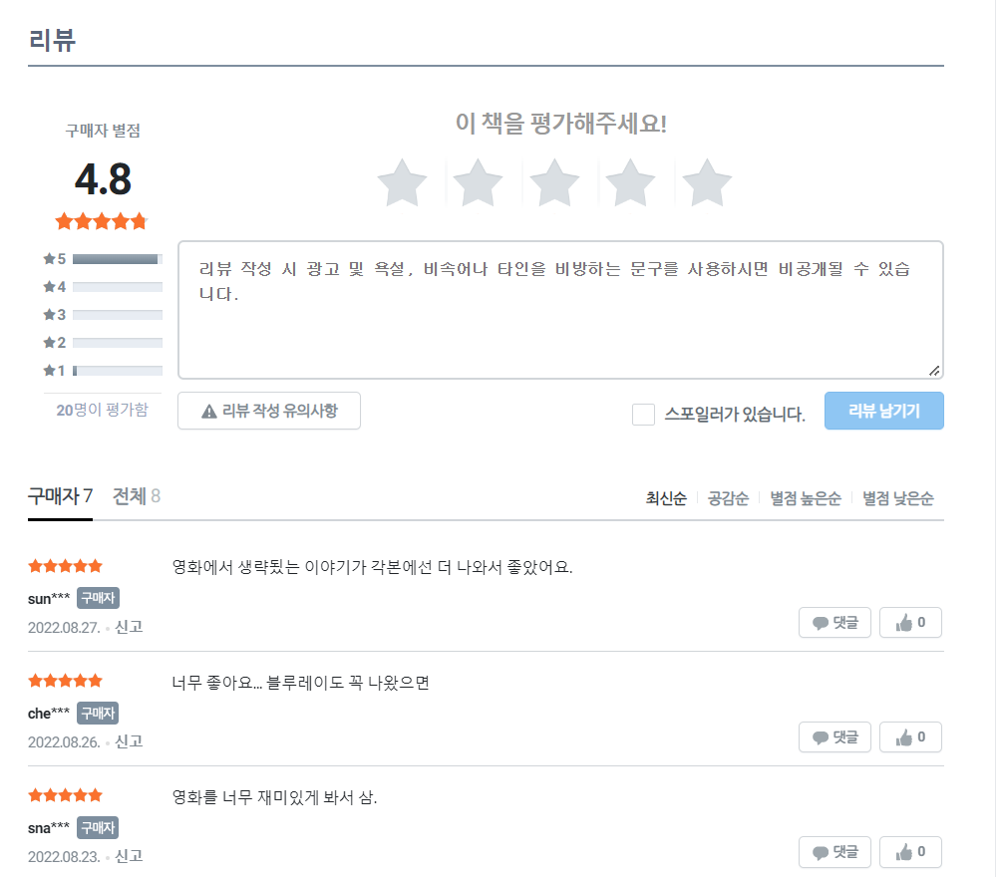 리뷰
구매자 별점
4.8
5
4
3
2
1
20명이 평가함
이 책을 평가해주세요!
리뷰 작성 시 광고 및 욕설, 비속어나 타인을 비방하는 문구를 사용하시면 비공개될 수 있습
니다.
리뷰 작성 유의사항
스포일러가 있습니다.
리뷰 남기기
구매자 7 전체 8
최신순 공감순 별점 높은순 별점 낮은순
영화에서 생략됬는 이야기가 각본에선 더 나와서 좋았어요.
sun*** 구매자
2022.08.27. 신고
댓글 0
너무 좋아요... 블루레이도 꼭 나왔으면
che*** 구매자
2022.08.26. 신고
댓글 0
영화를 너무 재미있게 봐서 삼.
sna*** 구매자
2022.08.23. 신고
댓글 0